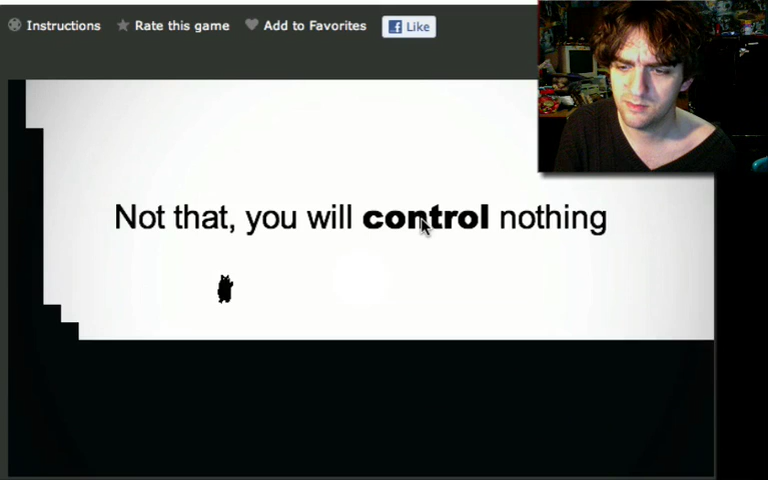 Instructions Rate this game Add to Favorites Like
Not that, you will control nothing